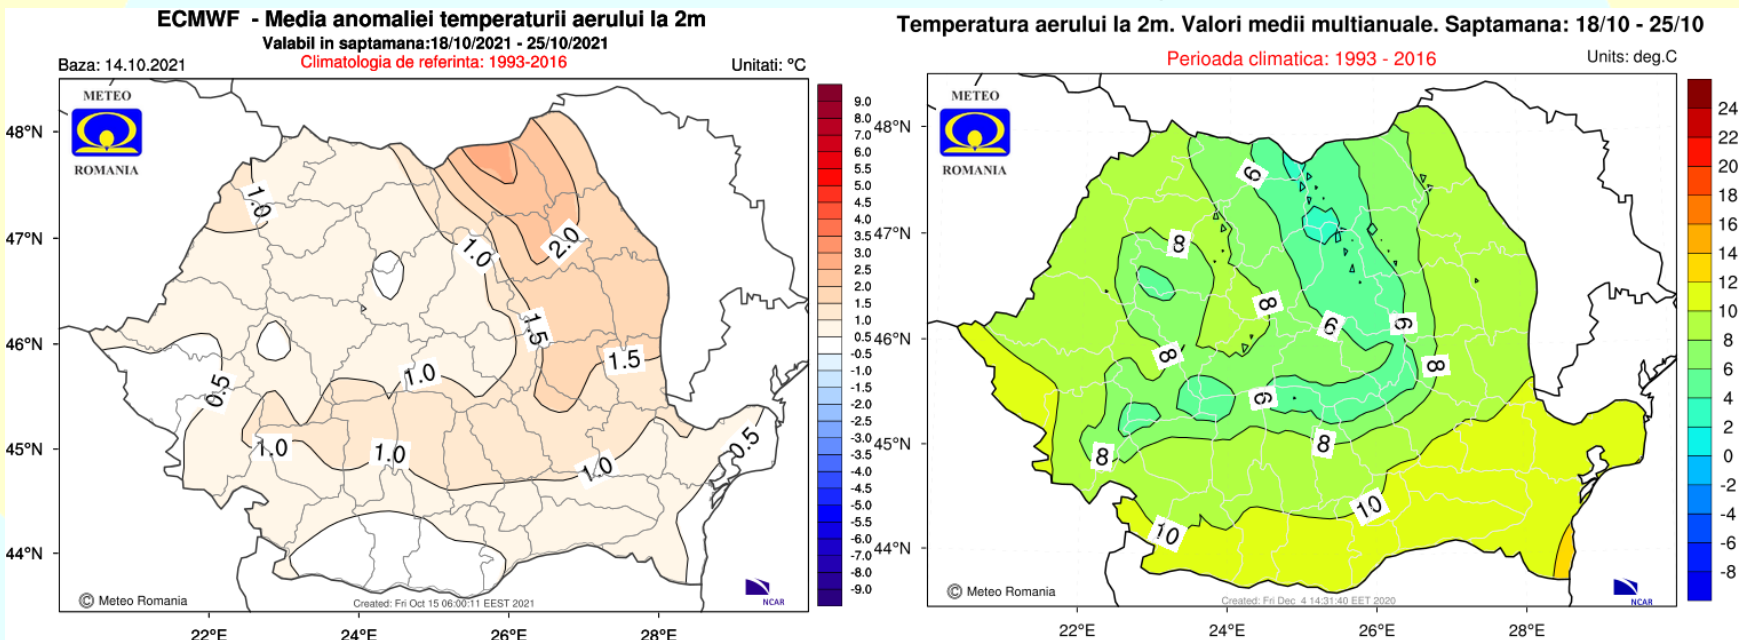 ECMWF - Media anomaliei temperaturii aerului la 2m
Valabil in saptamana:18/10/2021 - 25/10/2021
Climatologia de referinta: 1993-2016
Baza: 14.10.2021
Unitati: ºC
METEO
ROMANIA
48°N
47°N
46°N
45°N
44°N
22°E
24°E
26°E
28°E
1.0
1.0
2.0
1.5
1.5
1.0
0.5
1.0
1.0
1.0
0.5
9.0
8.0
7.0
6.0
5.5
5.0
4.5
4.0
3.5
3.0
2.5
2.0
1.5
1.0
0.5
-0.5
-1.0
-1.5
-2.0
-2.5
-3.0
-3.5
-4.0
-4.5
-5.0
-5.5
-6.0
-7.0
-8.0
-9.0
© Meteo Romania
Created: Fri Oct 15 06:00:11 EEST 2021
NCAR
Temperatura aerului la 2m. Valori medii multianuale. Saptamana: 18/10 - 25/10
Perioada climatica: 1993 - 2016
Units: deg.C
METEO
ROMANIA
48°N
47°N
46°N
45°N
44°N
22°E
24°E
26°E
28°E
6
8
8
6
6
8
8
6
8
8
10
10
24
22
20
18
16
14
12
10
8
6
4
2
0
-2
-4
-6
-8
© Meteo Romania
Created: Fri Dec 4 14:31:40 EET 2020
NCAR